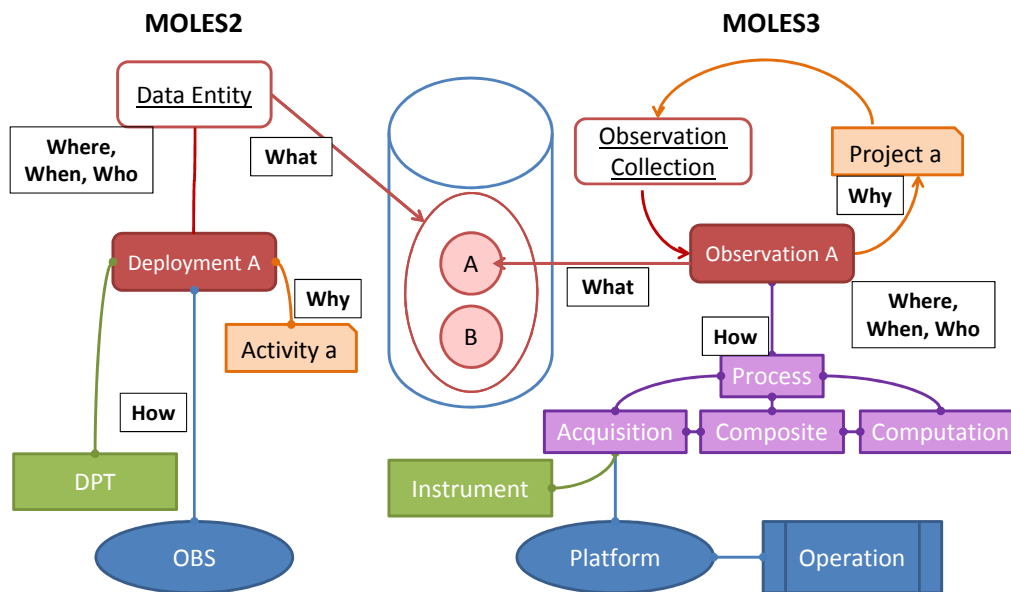 MOLES2
MOLES3
Data Entity
Where,
When, Who
What
Deployment A
Why
Activity a
How
DPT
OBS
A
B
Observation
Collection
Project a
Why
Observation A
What
Where,
When, Who
How
Process
Acquisition
Composite
Computation
Instrument
Platform
Operation